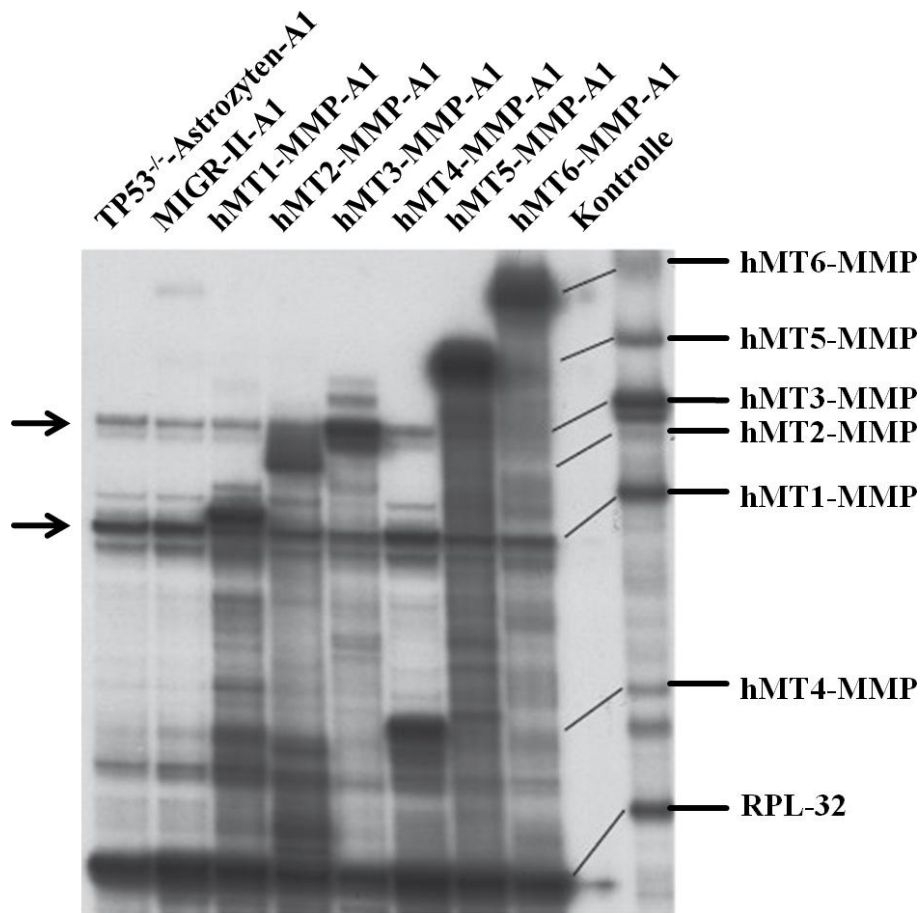 TP53-/--Astrozyten-A1
MIGR-II-A1
hMT1-MMP-A1
hMT2-MMP-A1
hMT3-MMP-A1
hMT4-MMP-A1
hMT5-MMP-A1
hMT6-MMP-A1
Kontrolle
hMT6-MMP
hMT5-MMP
hMT3-MMP
hMT2-MMP
hMT1-MMP
hMT4-MMP
RPL-32